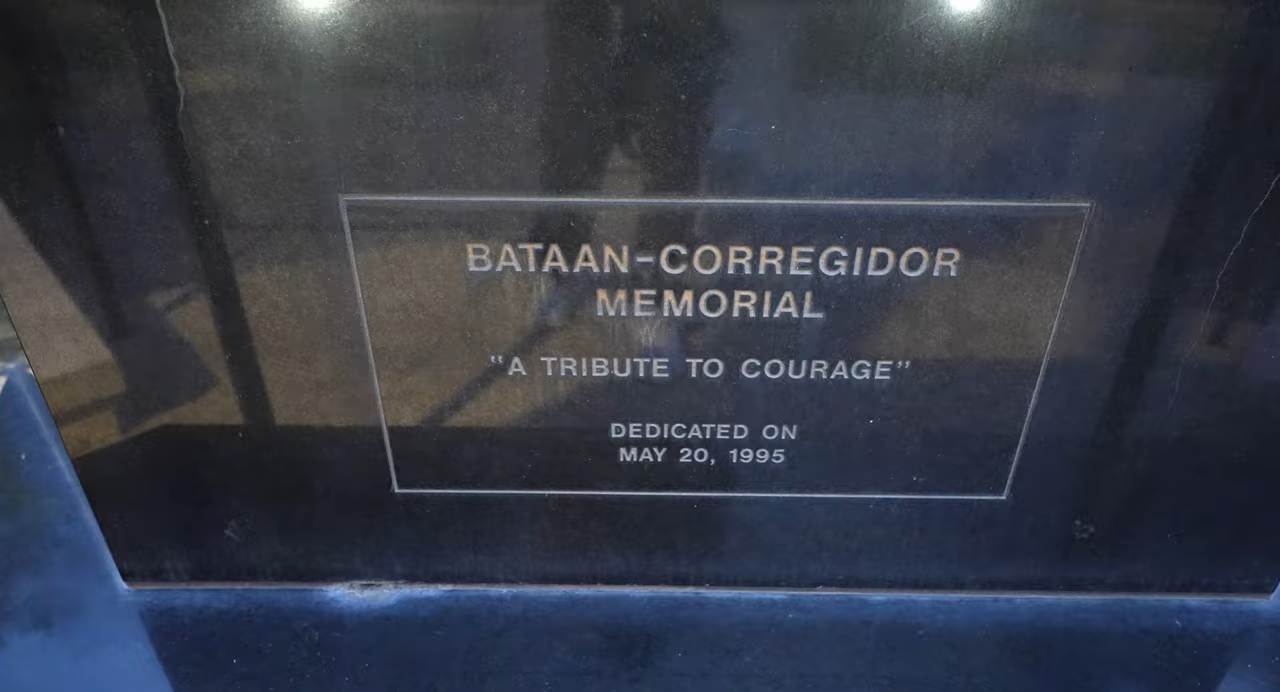 BATAAN-CORREGIDOR
MEMORIAL
"A TRIBUTE TO COURAGE"
DEDICATED ON
MAY 20, 1995